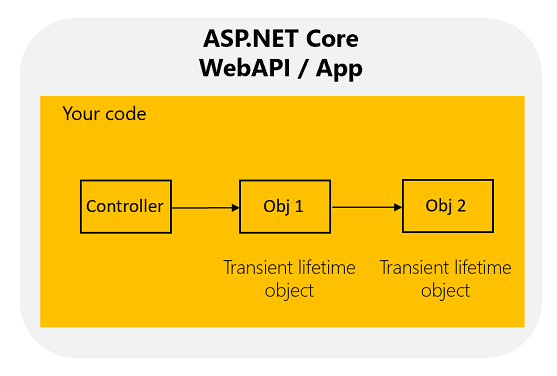 ASP.NET Core
WebAPI / App
Your code
Controller
Obj 1
Obj 2
Transient lifetime
object
Transient lifetime
object